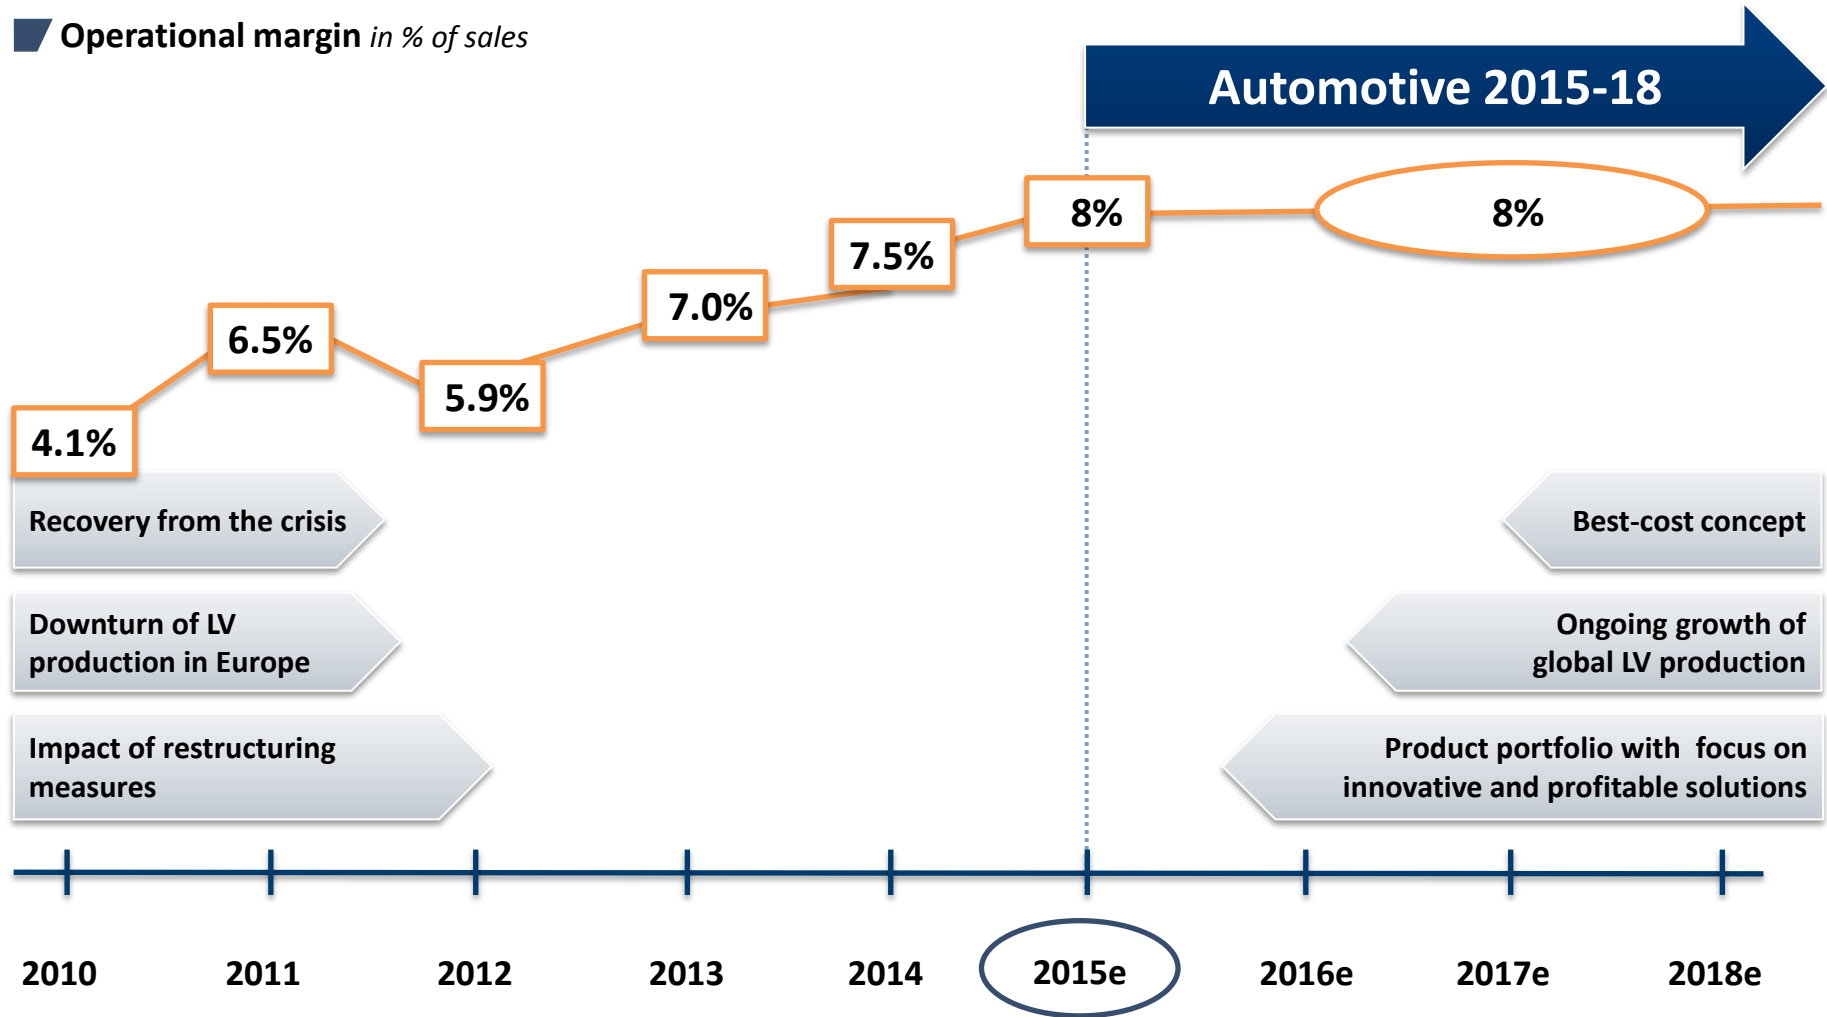 Operational margin in % of sales
Automotive 2015-18
8%
8%
7.5%
7.0%
6.5%
5.9%
4.1%
Recovery from the crisis
Best-cost concept
Downturn of LV
production in Europe
Ongoing growth of
global LV production
Impact of restructuring
measures
Product portfolio with focus on
innovative and profitable solutions
2010
2011
2012
2013
2014
2015e
2016e
2017e
2018e